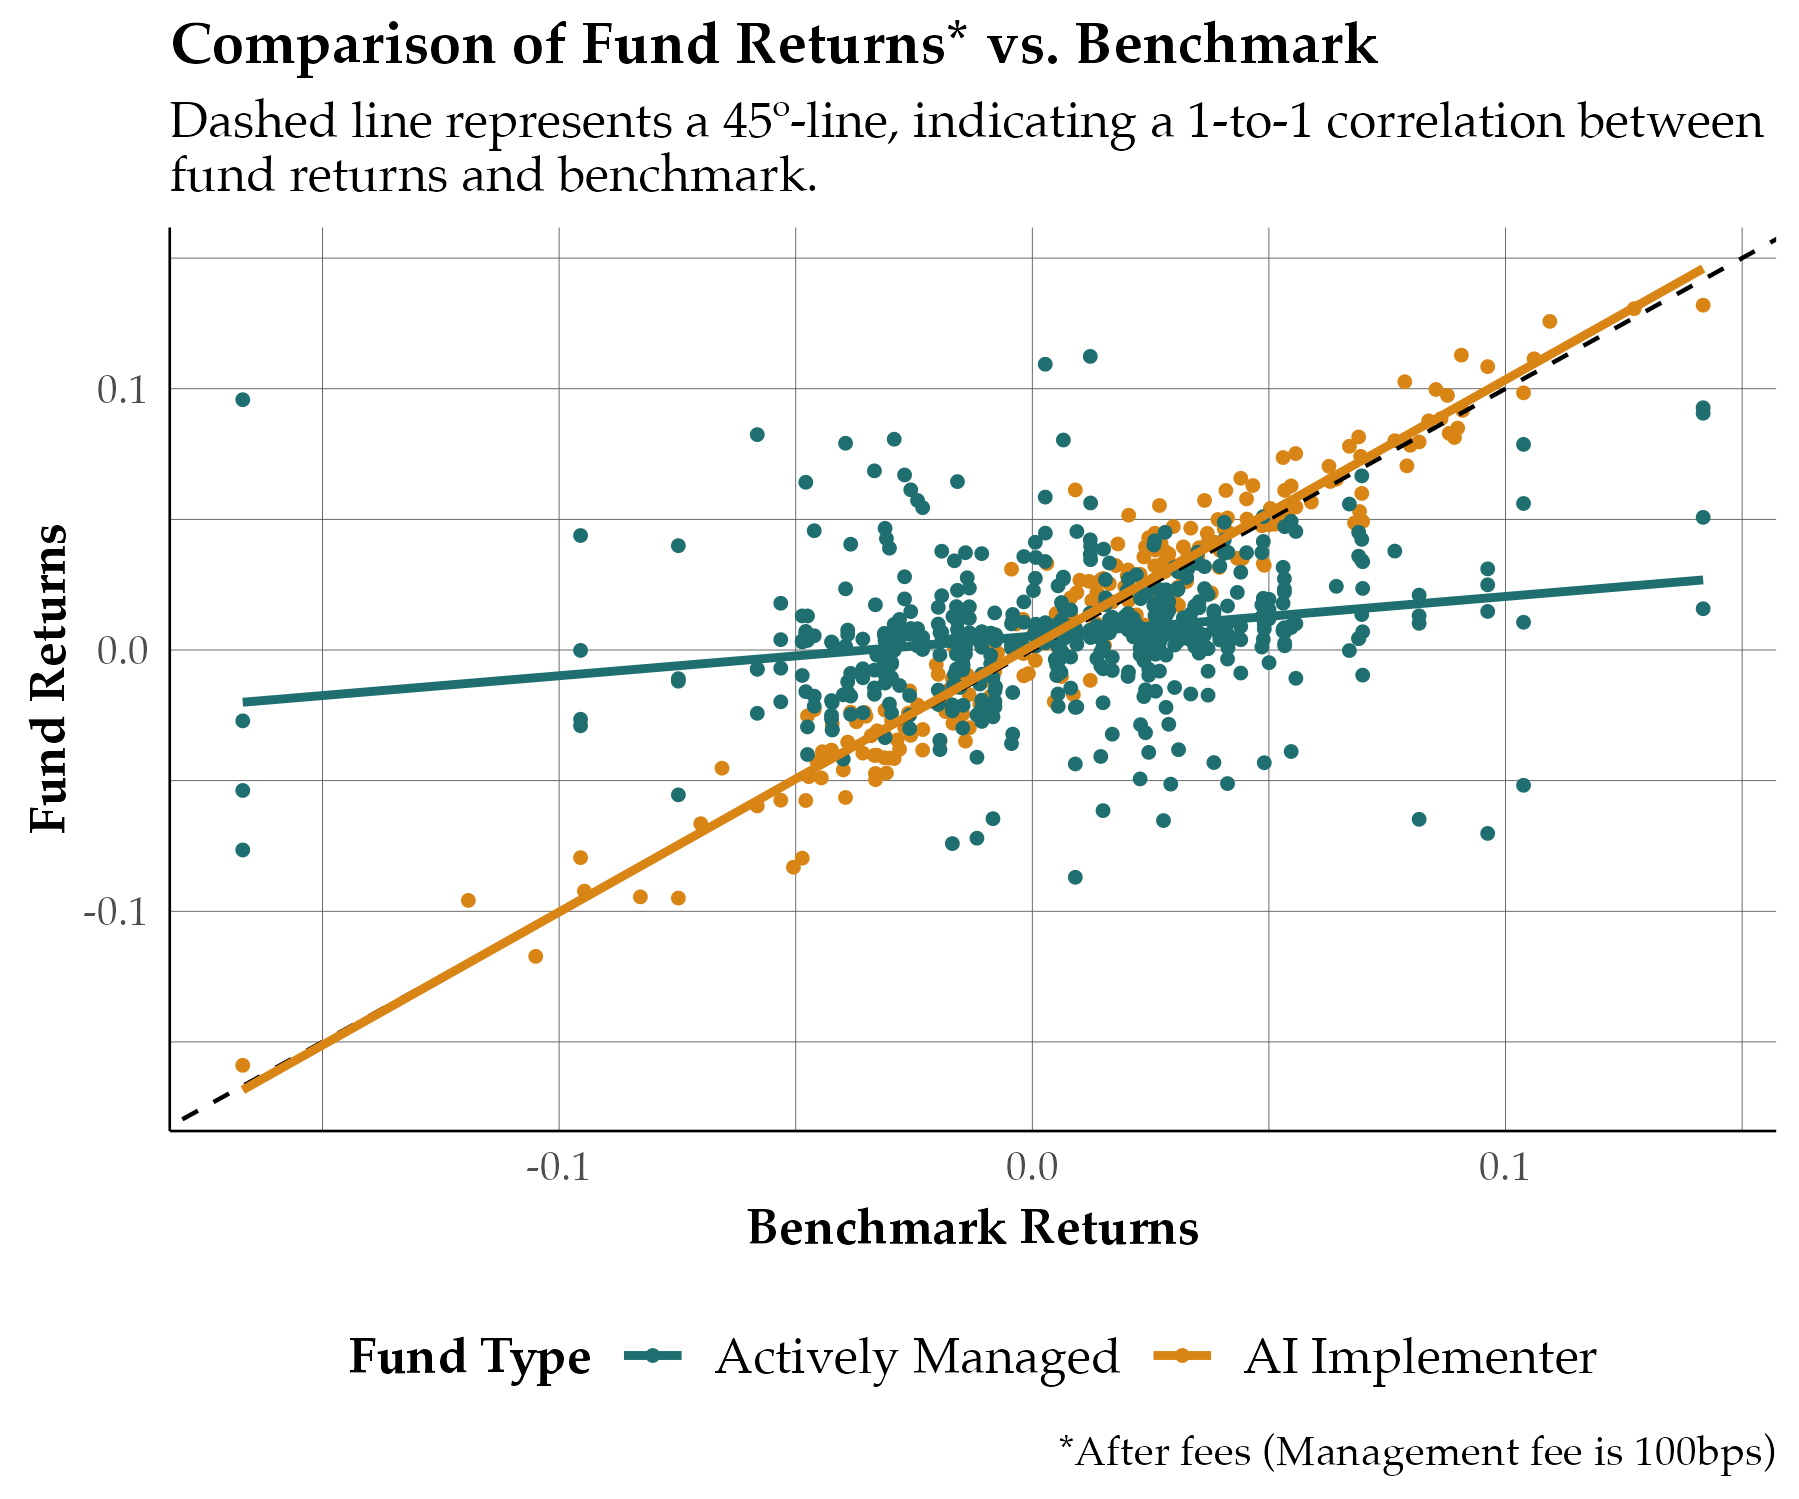 Comparison of Fund Returns* vs. Benchmark
Dashed line represents a 45º-line, indicating a 1-to-1 correlation between
fund returns and benchmark.
Fund Returns
0.1
0.0
-0.1
-0.1
0.0
0.1
Benchmark Returns
Fund Type
Actively Managed
AI Implementer
*After fees (Management fee is 100bps)